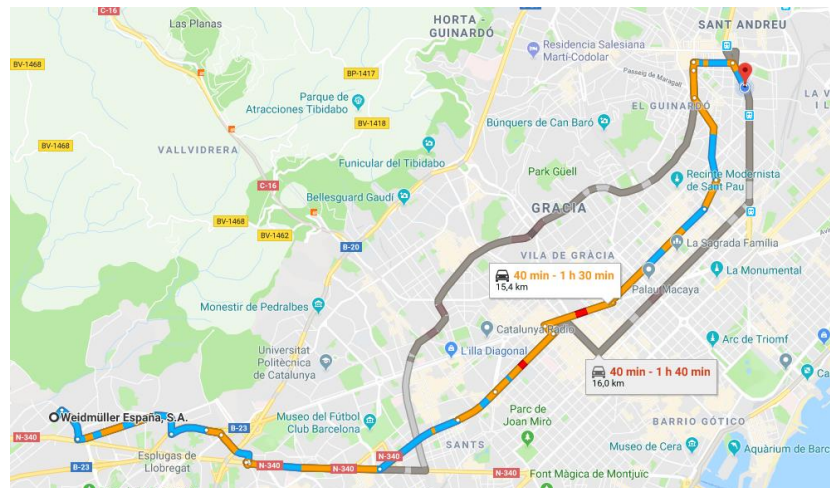 Las Planas
C-16
HORTA -
GUINARDÓ
SANT ANDREU
BV-1468
BP-1417
Residencia Salesiana
Martí-Codolar
Passeig de Maragall
Parque de
Atracciones Tibidabo
BV-1418
EL GUINARDÓ
LA V
I L
Búnquers de Can Baró
BV-1468
VALLVIDRERA
Funicular del Tibidabo
Park Güell
Recinte Modernista
de Sant Pau
C-16
Bellesguard Gaudí
GRÀCIA
BV-1468
BV-1462
B-20
La Sagrada Família
VILA DE GRÀCIA
40 min - 1 h 30 min
15,4 km
La Monumental
Palau Macaya
Monestir de Pedralbes
Catalunya Ràdio
Arc de Triomf
Universitat
Politècnica
de Catalunya
L'illa Diagonal
40 min - 1 h 40 min
16,0 km
Ca
Weidmüller España, S.A.
Museo del Fútbol
Club Barcelona
Parc de
Joan Miró
BARRIO GÓTICO
B-23
N-340
SANTS
Museo de Cera
Aquàrium de Barc
Esplugas de
Llobregat
N-340
B-23
N-340
N-340
N-340
Font Màgica de Montjuïc